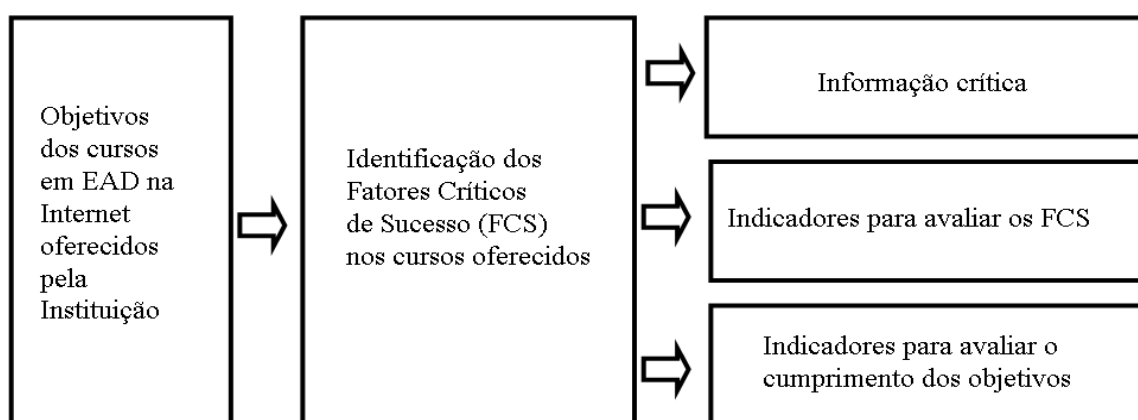 Objetivos
dos cursos
em EAD na
Internet
oferecidos
pela
Instituição
Identificação dos
Fatores Críticos
de Sucesso (FCS)
nos cursos oferecidos
Informação crítica
Indicadores para avaliar os FCS
Indicadores para avaliar o
cumprimento dos objetivos